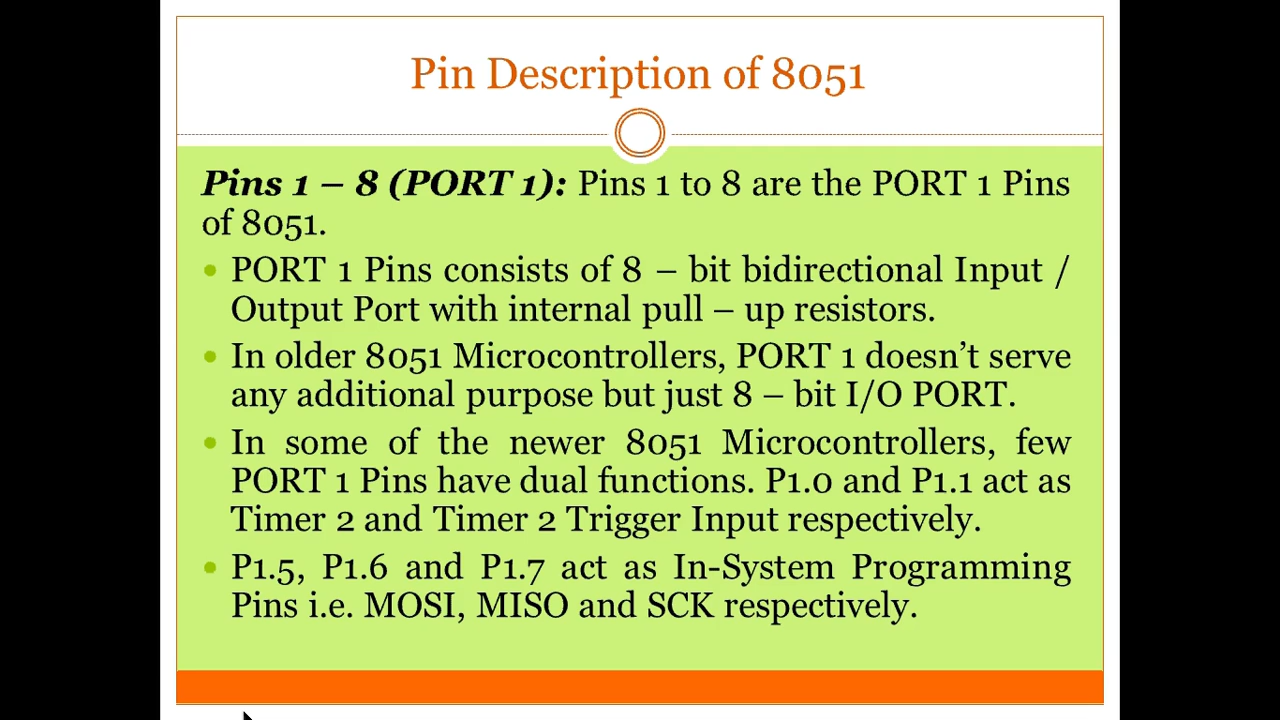 Pin Description of 8051
Pins 1 – 8 (PORT 1): Pins 1 to 8 are the PORT 1 Pins
of 8051.
• PORT 1 Pins consists of 8 – bit bidirectional Input /
Output Port with internal pull – up resistors.
• In older 8051 Microcontrollers, PORT 1 doesn’t serve
any additional purpose but just 8 – bit I/O PORT.
• In some of the newer 8051 Microcontrollers, few
PORT 1 Pins have dual functions. P1.0 and P1.1 act as
Timer 2 and Timer 2 Trigger Input respectively.
• P1.5, P1.6 and P1.7 act as In-System Programming
Pins i.e. MOSI, MISO and SCK respectively.